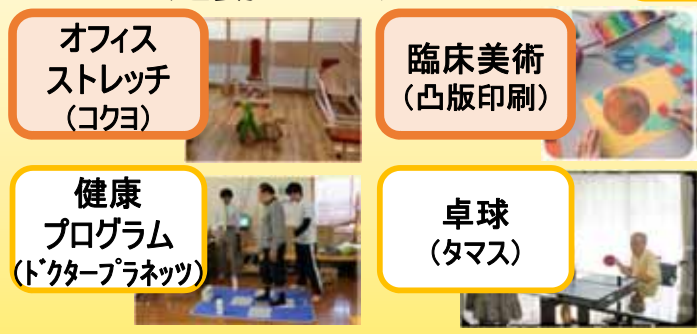 オフィス
ストレッチ
(コクヨ)
臨床美術
(凸版印刷)
健康
プログラム
(ドクタープラネッツ)
卓球
(タマス)